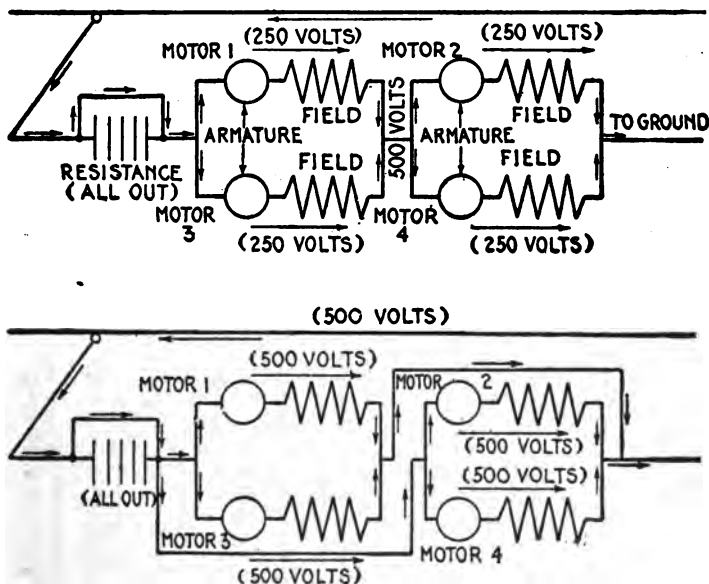 (250 VOLTS)
(250 VOLTS)
MOTOR 1
MOTOR 2
FIELD
FIELD
ARMATURE
500 VOLTS
ARMATURE
TO GROUND
FIELD
FIELD
RESISTANCE
(ALL OUT)
MOTOR
3
MOTOR
4
(250 VOLTS)
(250 VOLTS)
(500 VOLTS)
(500 VOLTS)
MOTOR 1
MOTOR 2
(500 VOLTS)
(500 VOLTS)
(ALL OUT)
MOTOR 3
MOTOR 4
(500 VOLTS)